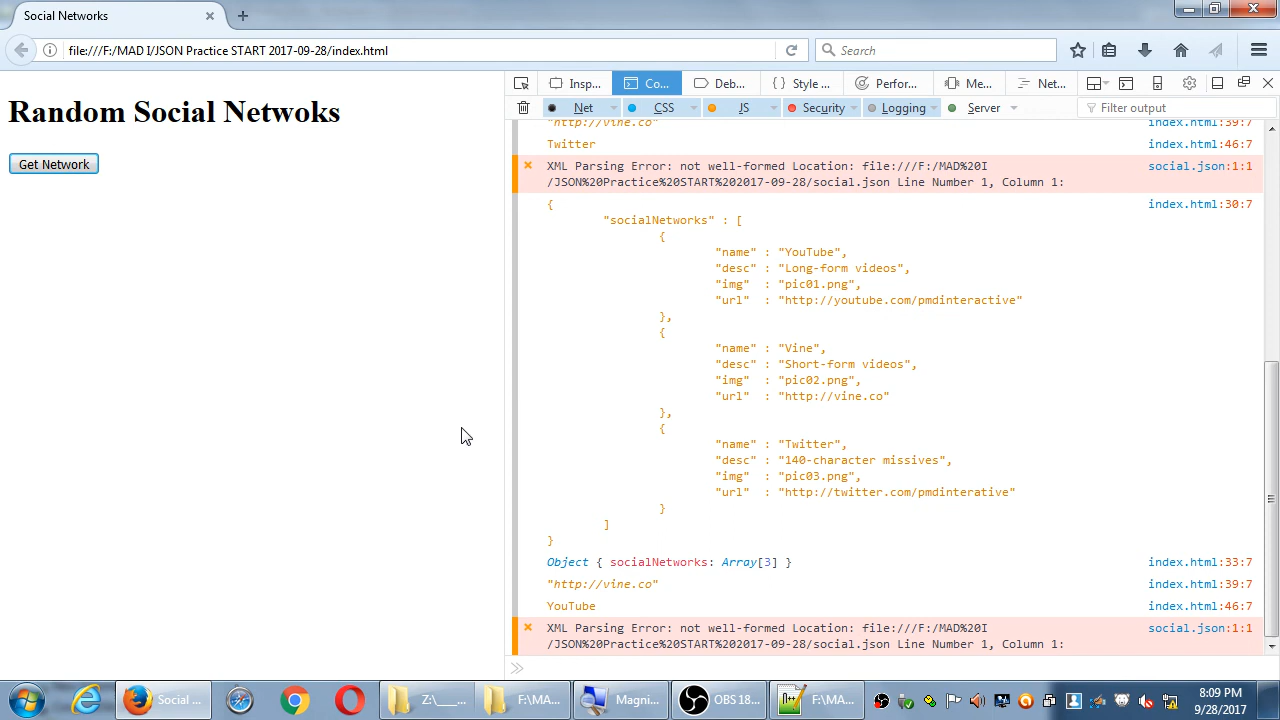 Social Networks
file:///F:/MAD I/JSON Practice START 2017-09-28/index.html
Search
Random Social Netwoks
Get Network
Insp...
Co...
Deb...
{ } Style ...
Perfor...
Me...
Net...
Net
CSS
JS
Security
Logging
Server
Filter output
"http://vine.co" index.html:39:7
Twitter index.html:46:7
XML Parsing Error: not well-formed Location: file:///F:/MAD%20I social.json:1:1
/JSON%20Practice%20START%202017-09-28/social.json Line Number 1, Column 1:
{ index.html:30:7
"socialNetworks" : [
{
"name" : "YouTube",
"desc" : "Long-form videos",
"img" : "pic01.png",
"url" : "http://youtube.com/pmdinteractive"
},
{
"name" : "Vine",
"desc" : "Short-form videos",
"img" : "pic02.png",
"url" : "http://vine.co"
},
{
"name" : "Twitter",
"desc" : "140-character missives",
"img" : "pic03.png",
"url" : "http://twitter.com/pmdinterative"
}
]
}
Object { socialNetworks: Array[3] } index.html:33:7
"http://vine.co" index.html:39:7
YouTube index.html:46:7
XML Parsing Error: not well-formed Location: file:///F:/MAD%20I social.json:1:1
/JSON%20Practice%20START%202017-09-28/social.json Line Number 1, Column 1:
Social ...
Z:\___...
F:\MA...
Magni...
OBS 18...
F:\MA...
8:09 PM
9/28/2017